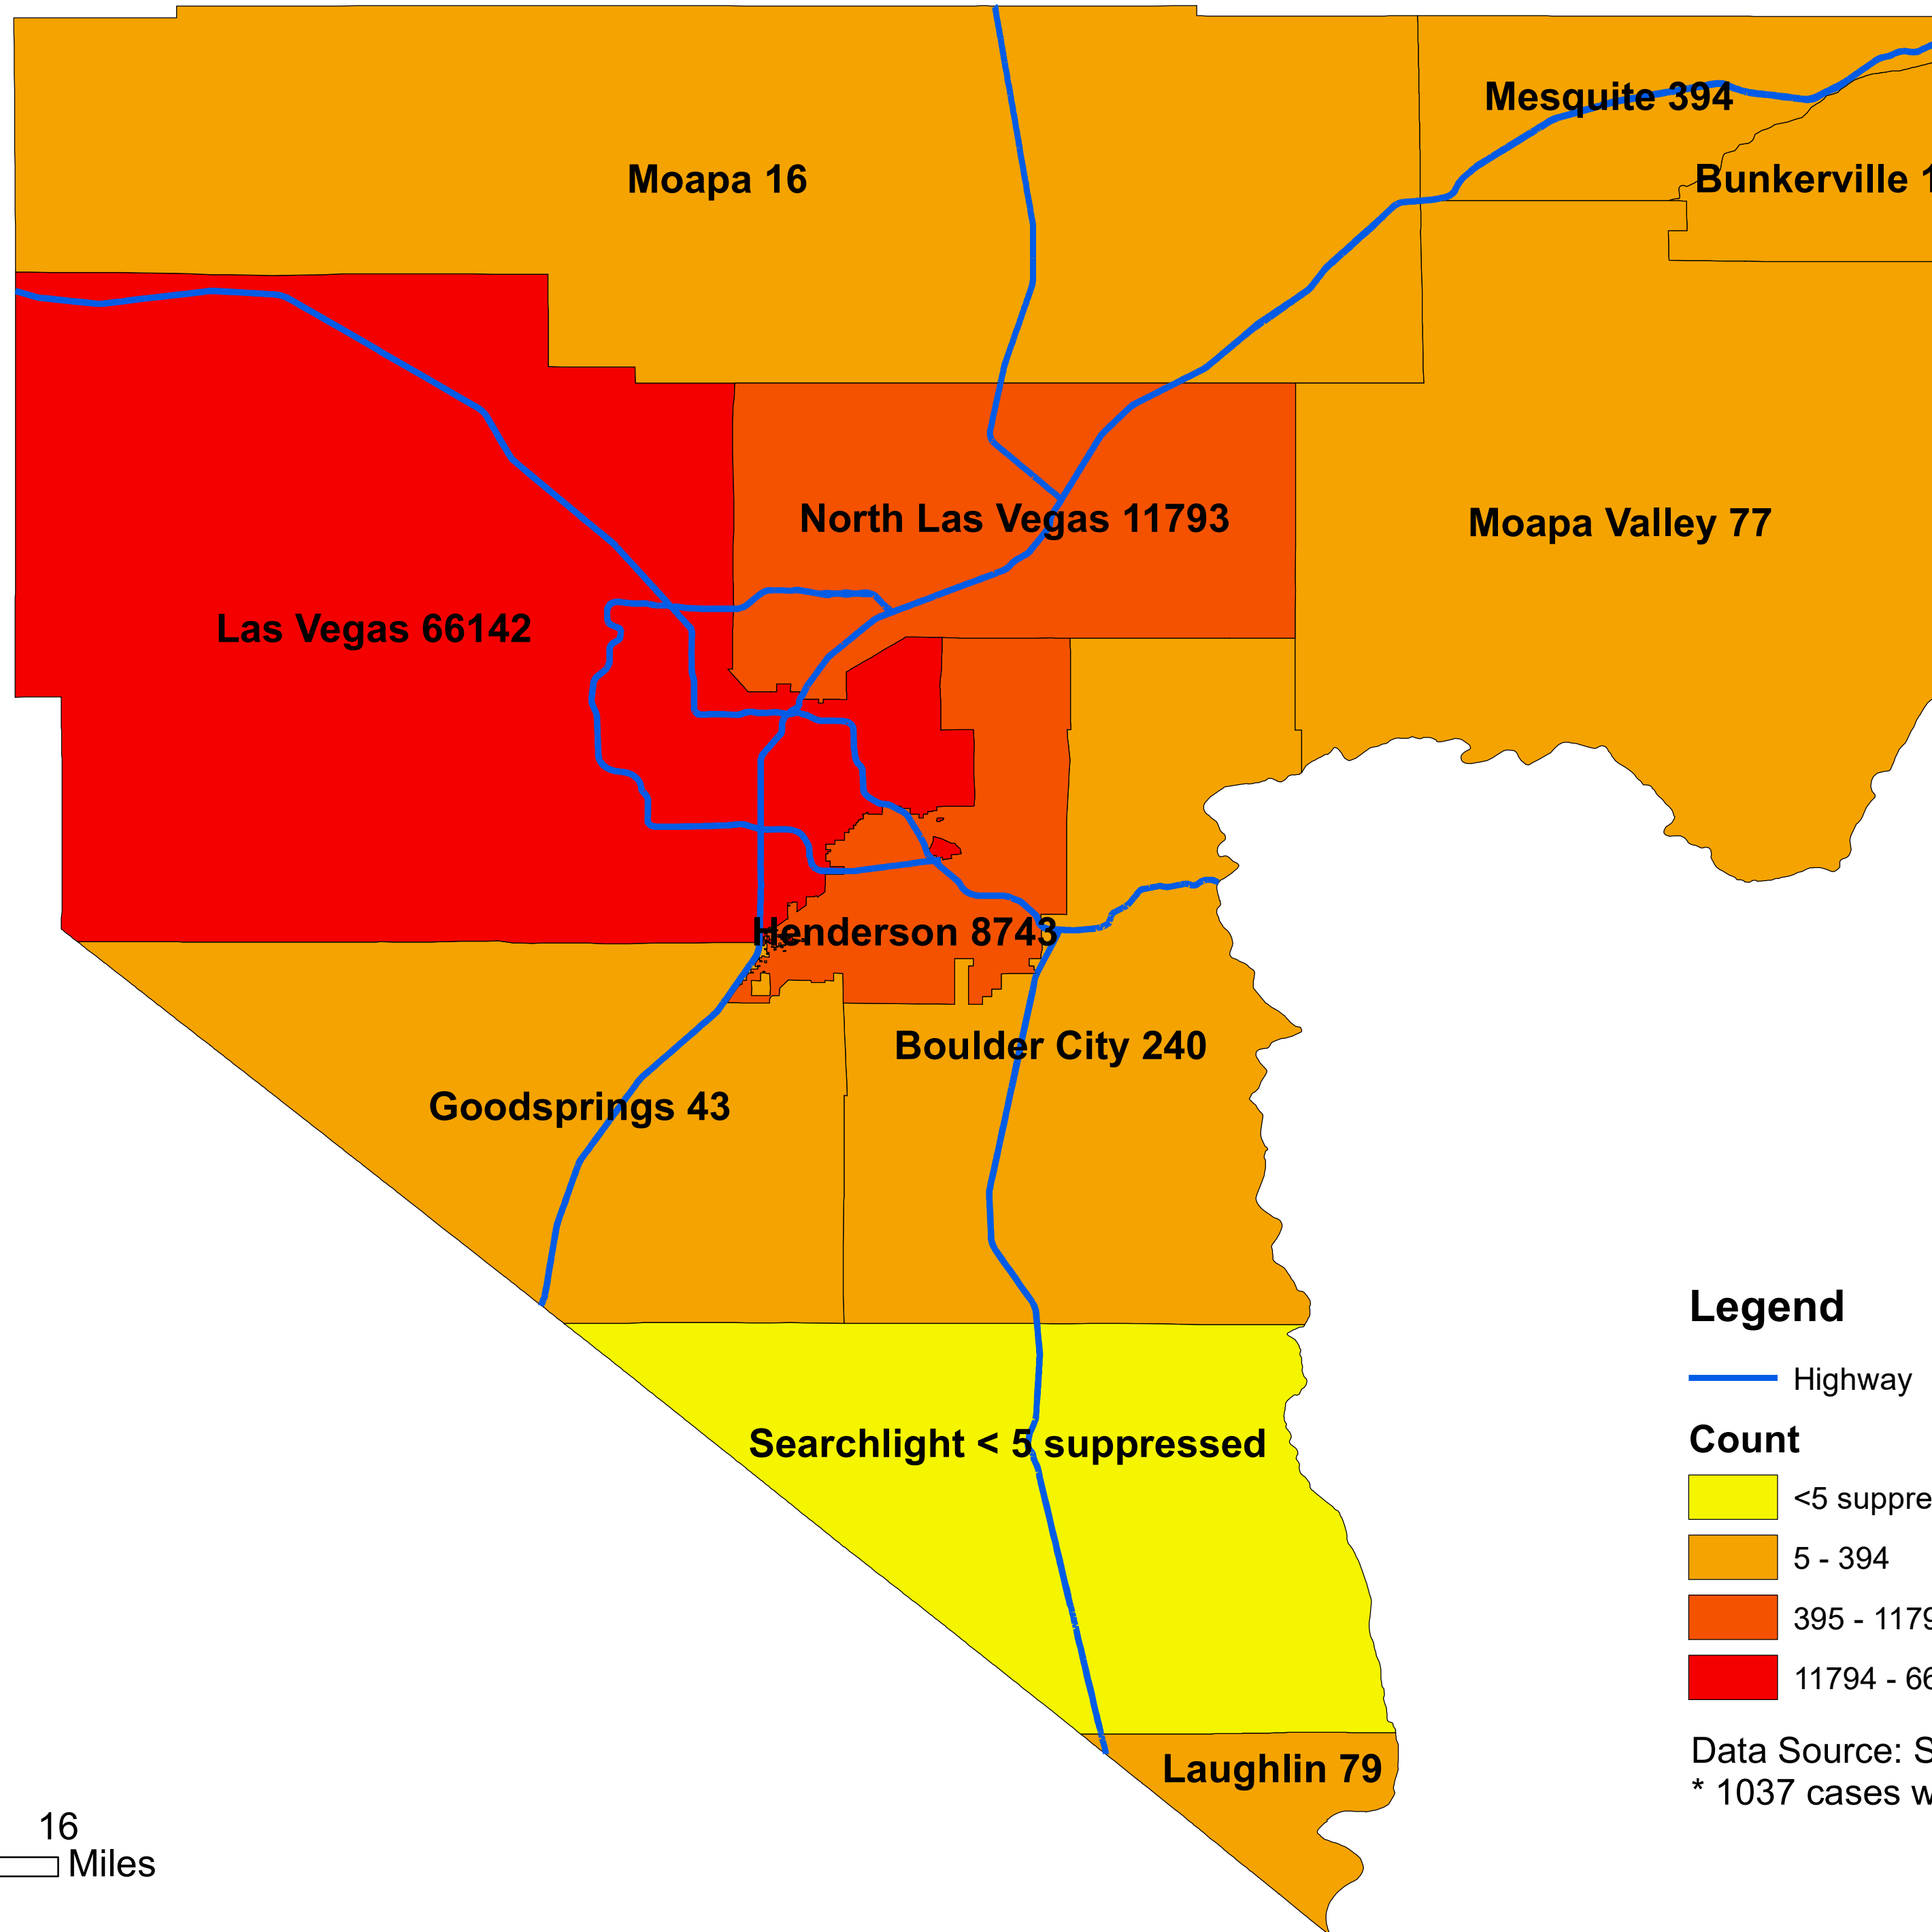 Mesquite 394
Moapa 16
Bunkerville 1
North Las Vegas 11793
Moapa Valley 77
Las Vegas 66142
Henderson 8743
Boulder City 240
Goodsprings 43
Searchlight < 5 suppressed
Laughlin 79
Legend
Highway
Count
<5 suppre
5 - 394
395 - 1179
11794 - 66
Data Source: S
* 1037 cases w
16
Miles